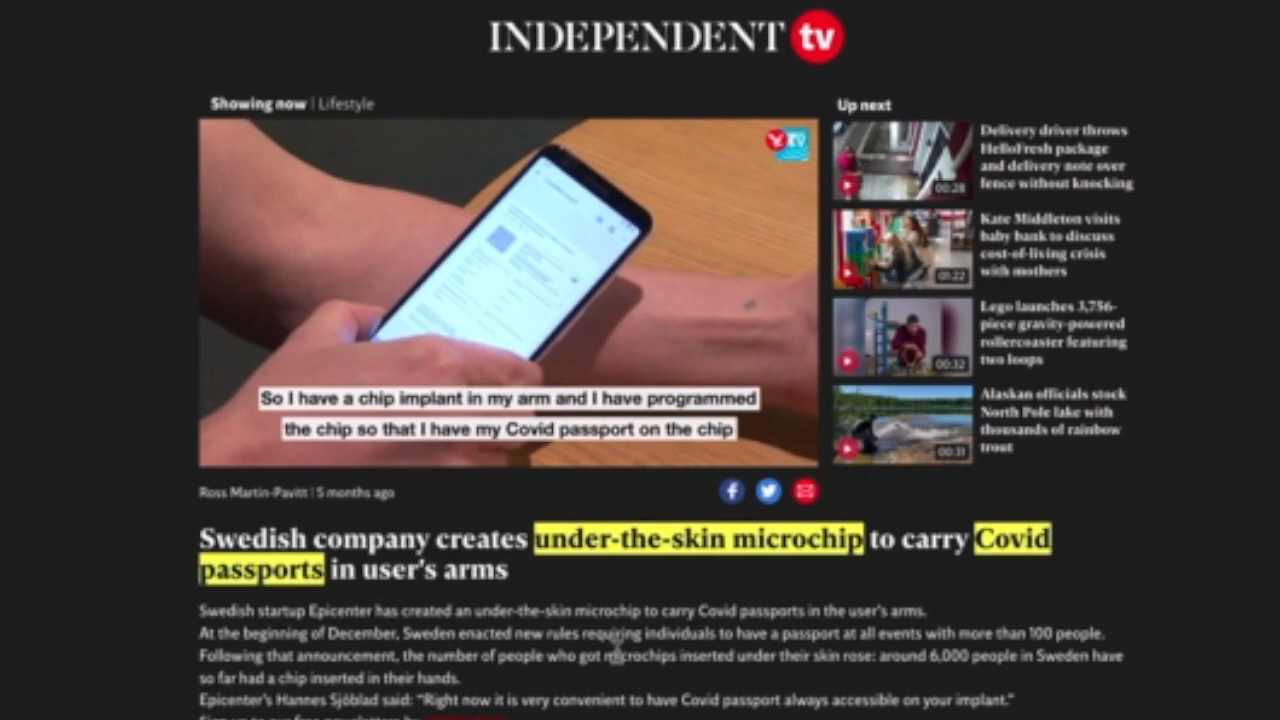 INDEPENDENT tv
Showing now | Lifestyle
So I have a chip implant in my arm and I have programmed
the chip so that I have my Covid passport on the chip
Up next
Delivery driver throws
HelloFresh package
and delivery note over
fence without knocking
00:28
Kate Middleton visits
baby bank to discuss
cost-of-living crisis
with mothers
01:22
Lego launches 3,756-
piece gravity-powered
rollercoaster featuring
two loops
00:32
Alaskan officials stock
North Pole lake with
thousands of rainbow
trout
00:31
Ross Martin-Pavitt | 5 months ago
Swedish company creates under-the-skin microchip to carry Covid
passports in user's arms
Swedish startup Epicenter has created an under-the-skin microchip to carry Covid passports in the user's arms.
At the beginning of December, Sweden enacted new rules requiring individuals to have a passport at all events with more than 100 people.
Following that announcement, the number of people who got microchips inserted under their skin rose: around 6,000 people in Sweden have
so far had a chip inserted in their hands.
Epicenter's Hannes Sjöblad said: "Right now it is very convenient to have Covid passport always accessible on your implant."